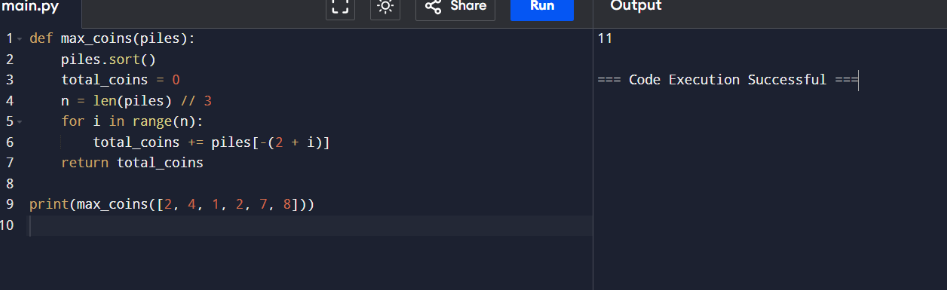 main.py
Share
Run
Output
1 def max_coins(piles):
2     piles.sort()
3     total_coins = 0
4     n = len(piles) // 3
5     for i in range(n):
6         total_coins += piles[-(2 + i)]
7     return total_coins
8
9 print(max_coins([2, 4, 1, 2, 7, 8]))
10
11
=== Code Execution Successful ===